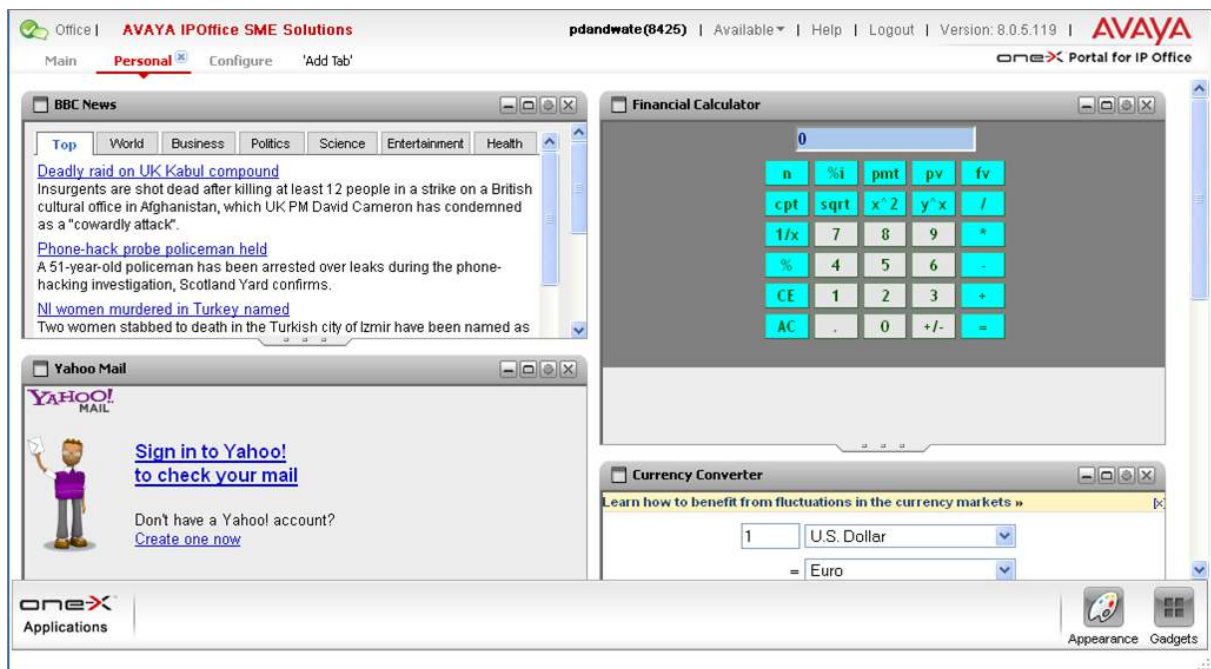 Office | AVAYA IPOffice SME Solutions
pdandwate(8425) | Available | Help | Logout | Version: 8.0.5.119 | AVAYA
Main Personal Configure 'Add Tab'
one-X Portal for IP Office
BBC News
Top World Business Politics Science Entertainment Health
Deadly raid on UK Kabul compound
Insurgents are shot dead after killing at least 12 people in a strike on a British
cultural office in Afghanistan, which UK PM David Cameron has condemned
as a "cowardly attack".
Phone-hack probe policeman held
A 51-year-old policeman has been arrested over leaks during the phone-
hacking investigation, Scotland Yard confirms.
NI women murdered in Turkey named
Two women stabbed to death in the Turkish city of Izmir have been named as
Yahoo Mail
YAHOO!
MAIL
Sign in to Yahoo!
to check your mail
Don't have a Yahoo! account?
Create one now
Financial Calculator
0
n %i pmt pv fv
cpt sqrt x^2 y^x /
1/x 7 8 9 *
% 4 5 6 -
CE 1 2 3 +
AC . 0 +/- =
Currency Converter
Learn how to benefit from fluctuations in the currency markets »
[x]
1 U.S. Dollar
= Euro
one-X
Applications
Appearance Gadgets